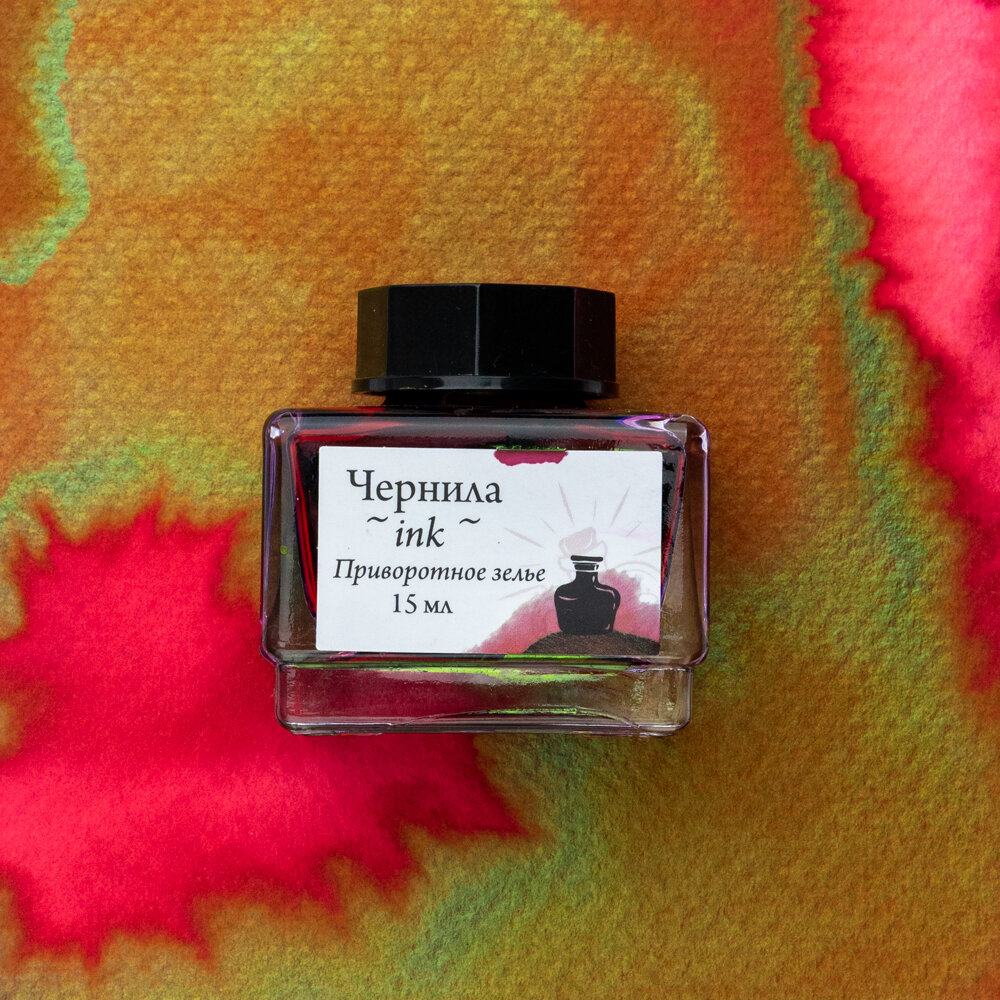 Чернила
~ ink ~
Приворотное зелье
15 мл